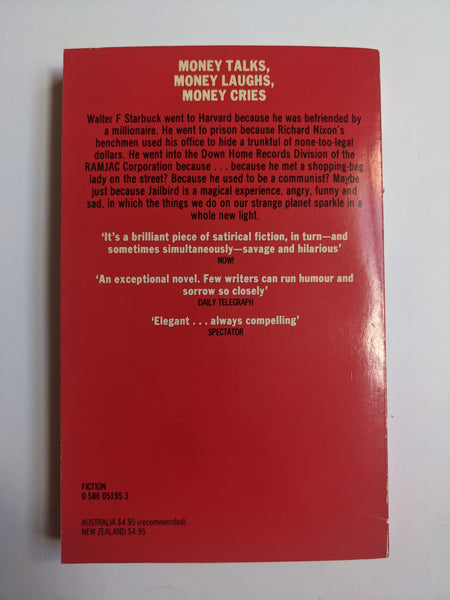 MONEY TALKS,
MONEY LAUGHS,
MONEY CRIES
Walter F Starbuck went to Harvard because he was befriended by
a millionaire. He went to prison because Richard Nixon's
henchmen used his office to hide a trunkful of none-too-legal
dollars. He went into the Down Home Records Division of the
RAMJAC Corporation because . . . because he met a shopping-bag
lady on the street? Because he used to be a communist? Maybe
just because Jailbird is a magical experience, angry, funny and
sad, in which the things we do on our strange planet sparkle in a
whole new light.
‘It's a brilliant piece of satirical fiction, in turn—and
sometimes simultaneously—savage and hilarious’
NOW!
‘An exceptional novel. Few writers can run humour and
sorrow so closely’
DAILY TELEGRAPH
‘Elegant . . . always compelling’
SPECTATOR
FICTION
0 586 05195 3
AUSTRALIA $4.95 (recommended)
NEW ZEALAND $4.95